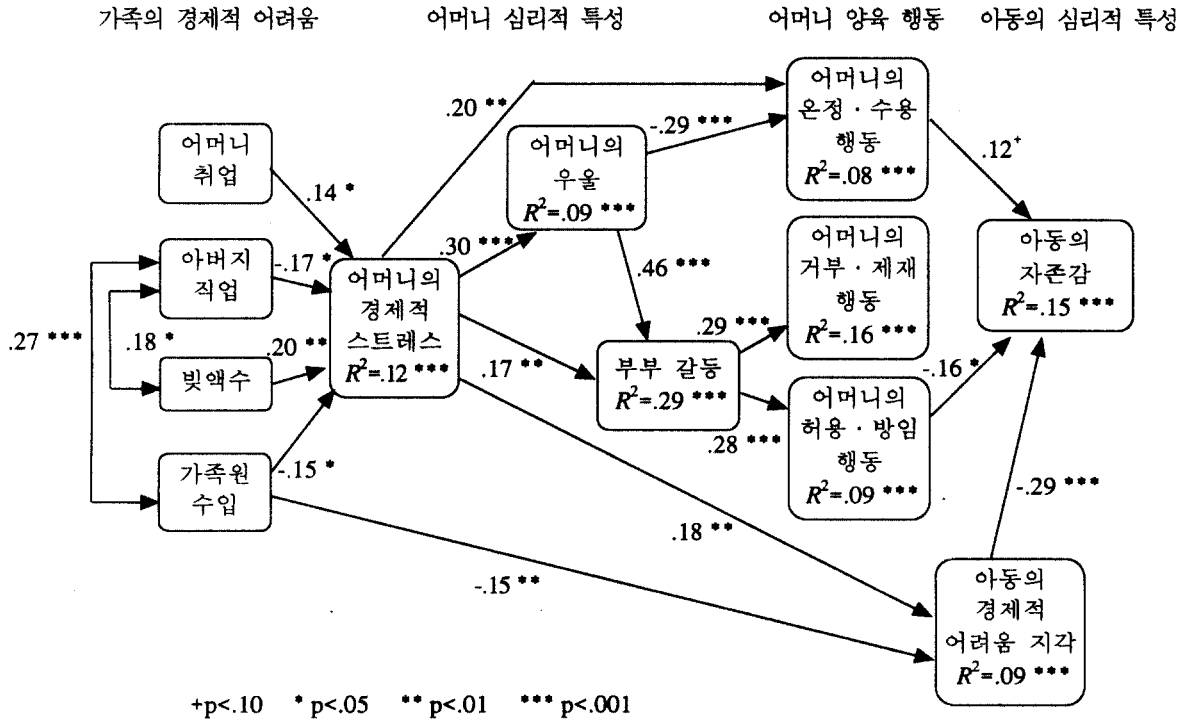 가족의 경제적 어려움 어머니 심리적 특성 어머니 양육 행동 아동의 심리적 특성
어머니
취업
아버지
직업
빚액수
가족원
수입
.27 ***
.18 *
.14 *
-.17 *
.20 **
-.15 *
어머니의
경제적
스트레스
R²=.12 ***
.20 **
.30 ***
.17 **
.18 **
-.15 **
어머니의
우울
R²=.09 ***
-.29 ***
.46 ***
부부 갈등
R²=.29 ***
.29 ***
.28 ***
어머니의
온정 · 수용
행동
R²=.08 ***
어머니의
거부 · 제재
행동
R²=.16 ***
어머니의
허용 · 방임
행동
R²=.09 ***
.12+
-.16 *
-.29 ***
아동의
자존감
R²=.15 ***
아동의
경제적
어려움 지각
R²=.09 ***
+p<.10 * p<.05 ** p<.01 *** p<.001